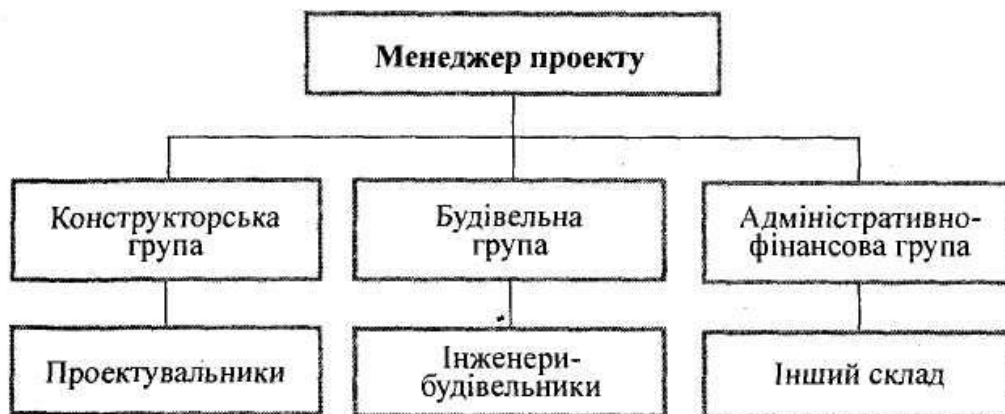 Менеджер проекту
Конструкторська
група
Будівельна
група
Адміністративно-
фінансова група
Проектувальники
Інженери-
будівельники
Інший склад